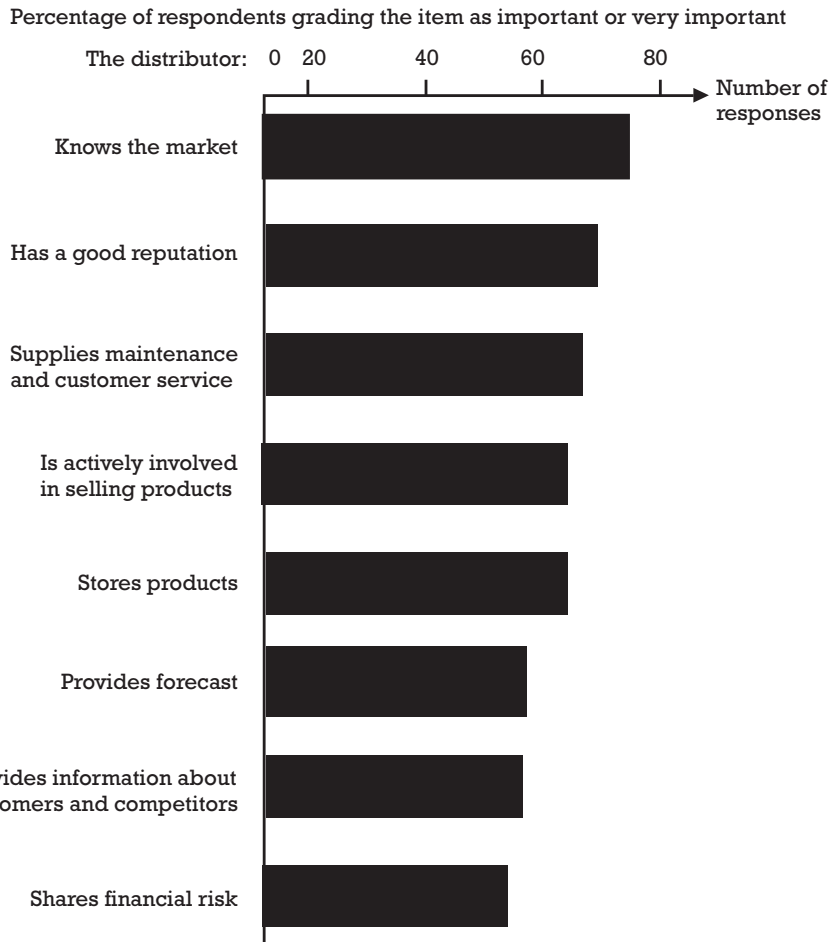 Percentage of respondents grading the item as important or very important
The distributor: 0 20 40 60 80
Number of
responses
Knows the market
Has a good reputation
Supplies maintenance
and customer service
Is actively involved
in selling products
Stores products
Provides forecast
information about
and competitors
Shares financial risk